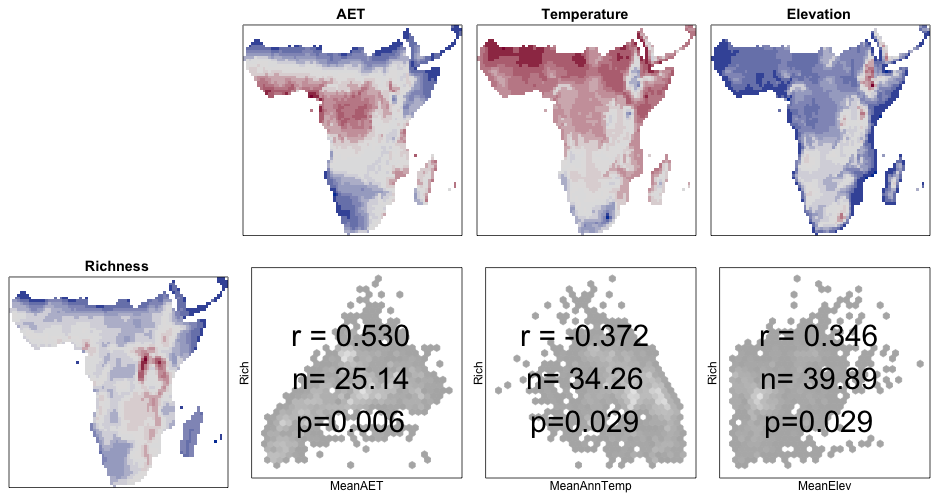 AET
Temperature
Elevation
Richness
Rich
r = 0.530
n= 25.14
p=0.006
MeanAET
Rich
r = -0.372
n= 34.26
p=0.029
MeanAnnTemp
Rich
r = 0.346
n= 39.89
p=0.029
MeanElev